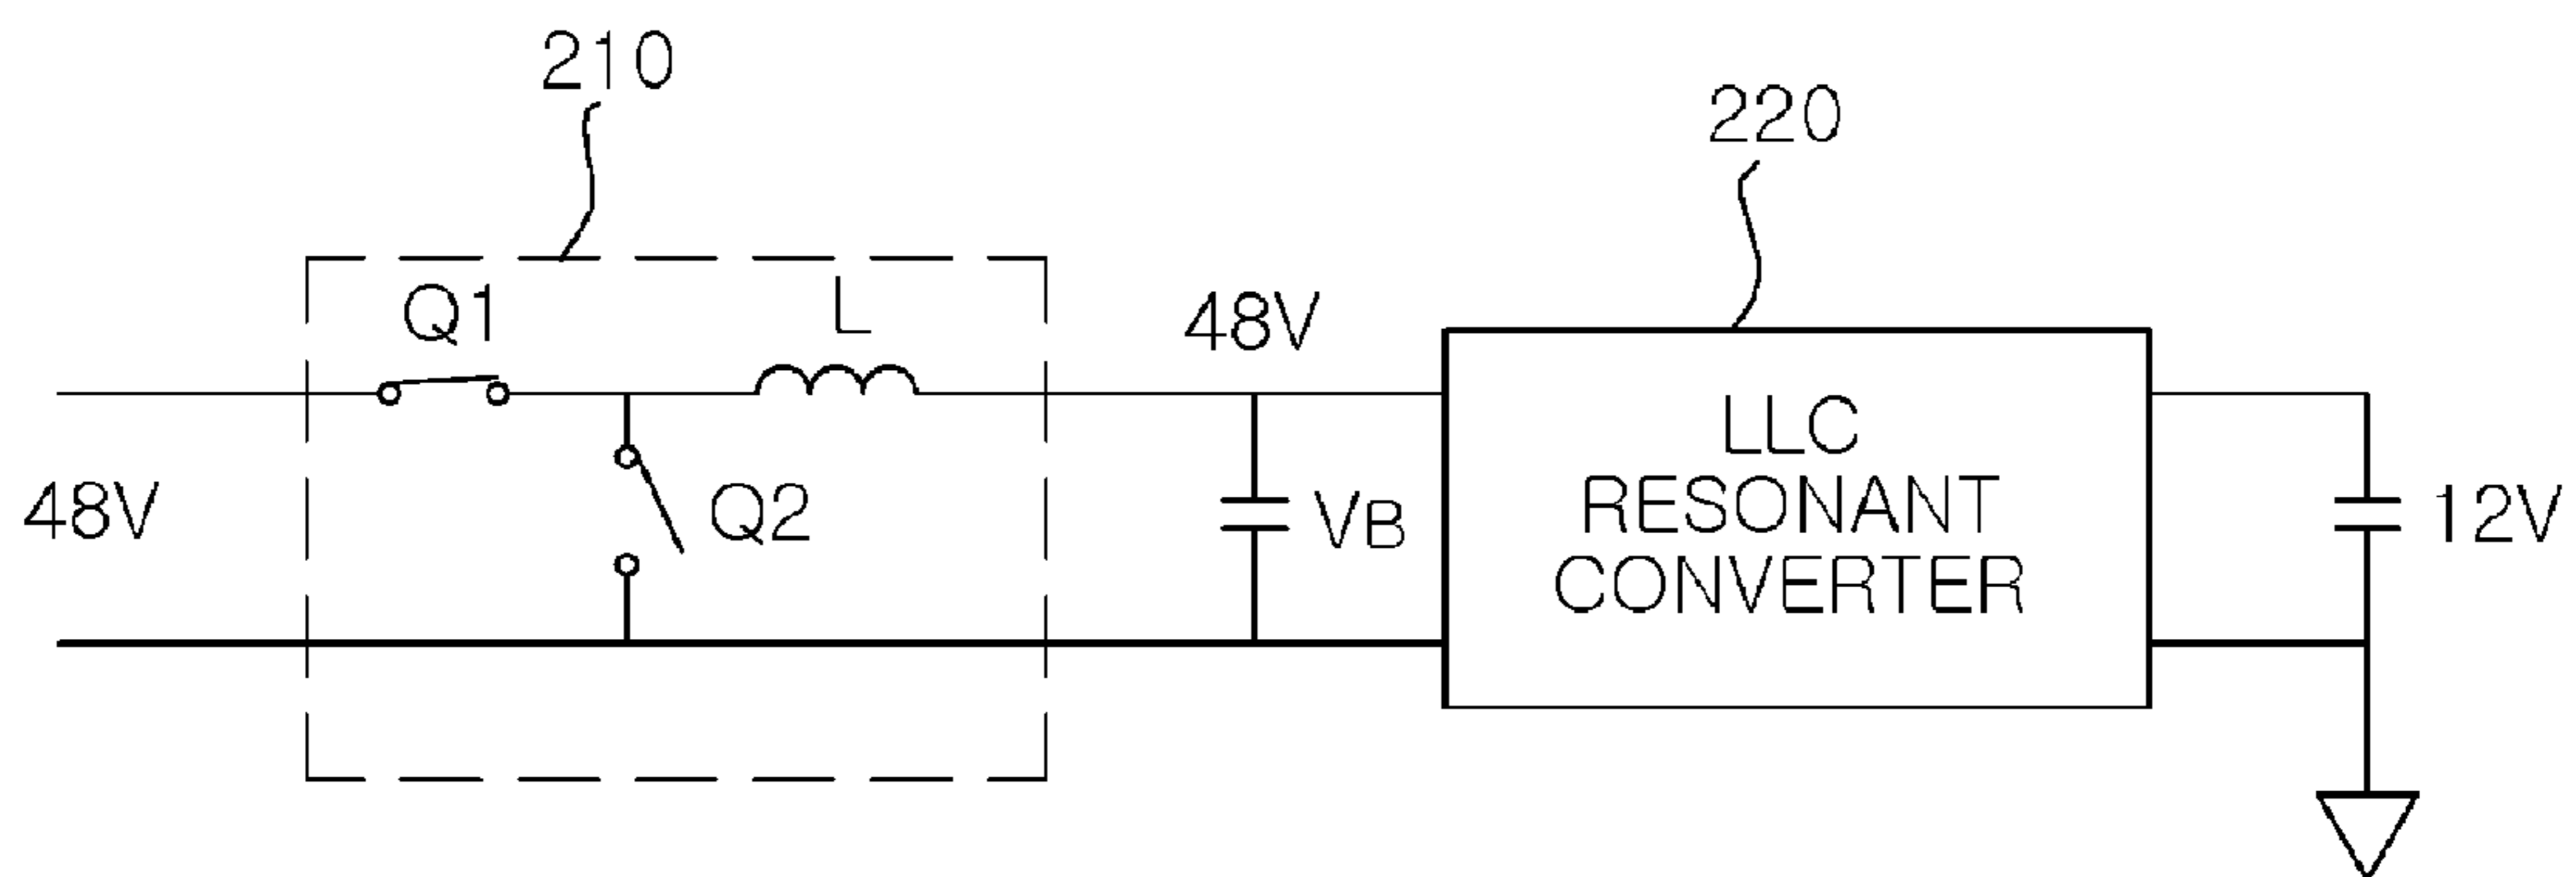 210
220
Q1
L
48V
48V
Q2
VB
LLC
RESONANT
CONVERTER
12V